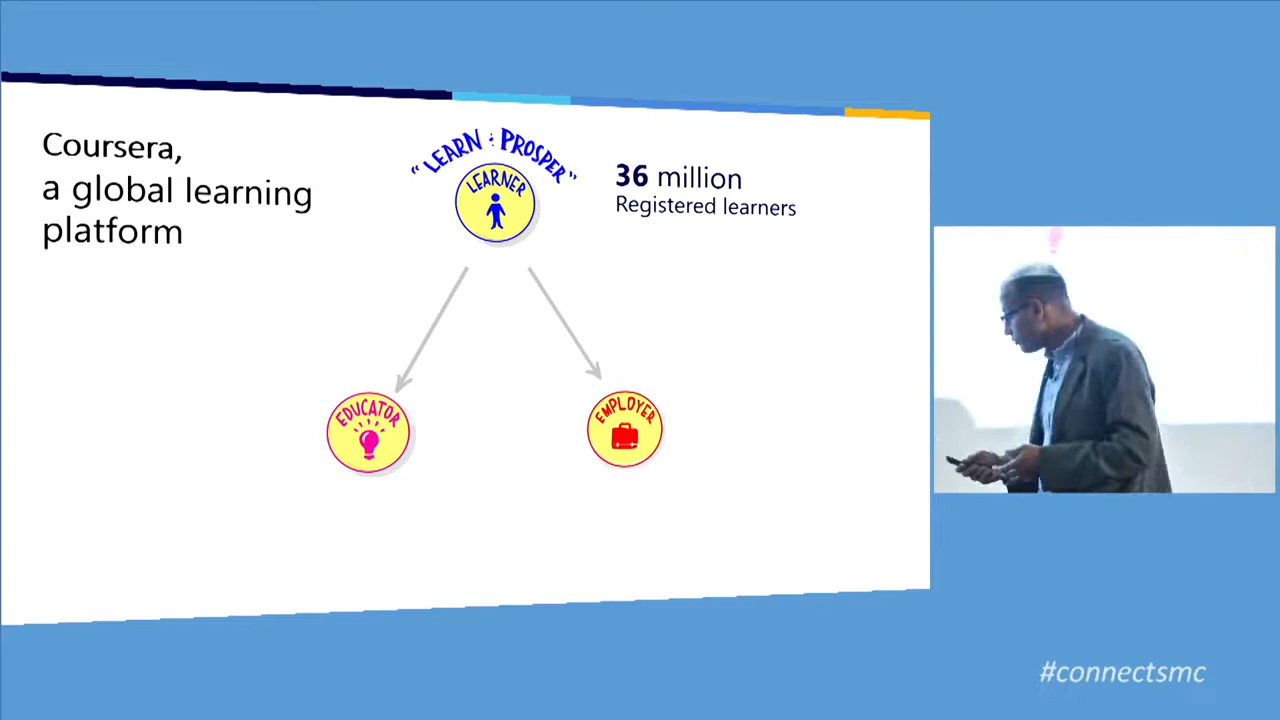 Coursera,
a global learning
platform
"LEARN & PROSPER"
LEARNER
36 million
Registered learners
EDUCATOR
EMPLOYER
#connectsmc